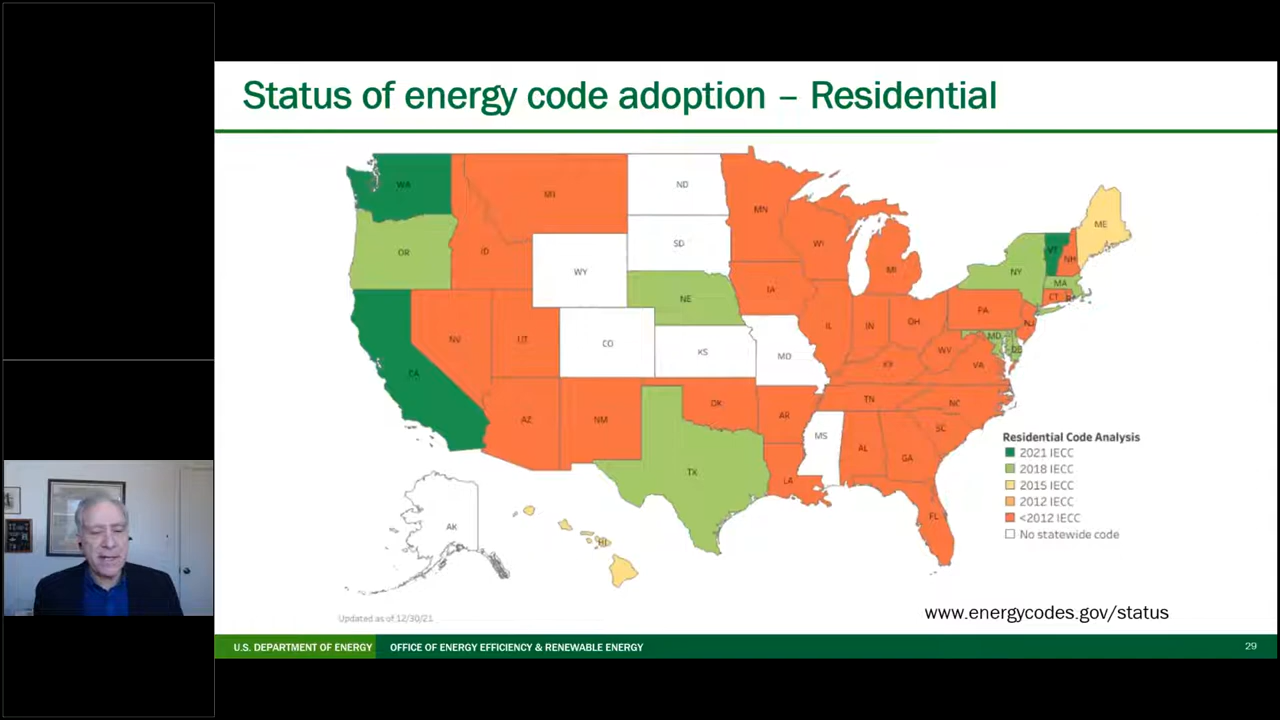 Status of energy code adoption – Residential
WA
MT
ND
MN
OR
ID
SD
WI
MI
NY
VT
NH
ME
MA
CT
WY
IA
NE
PA
NJ
NV
UT
CO
KS
MO
IL
IN
OH
WV
MD
DE
VA
KY
CA
AZ
NM
OK
AR
TN
NC
SC
MS
AL
GA
TX
LA
FL
AK
HI
Residential Code Analysis
2021 IECC
2018 IECC
2015 IECC
2012 IECC
<2012 IECC
No statewide code
www.energycodes.gov/status
Updated as of 12/30/21
U.S. DEPARTMENT OF ENERGY OFFICE OF ENERGY EFFICIENCY & RENEWABLE ENERGY 29